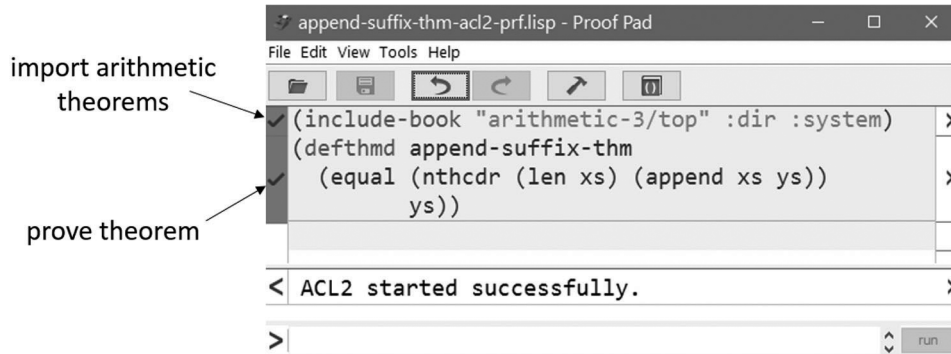 append-suffix-thm-acl2-prf.lisp - Proof Pad
File Edit View Tools Help
import arithmetic
theorems
(include-book "arithmetic-3/top" :dir :system)
(defthmd append-suffix-thm
(equal (nthcdr (len xs) (append xs ys))
ys))
prove theorem
< ACL2 started successfully.
>
run